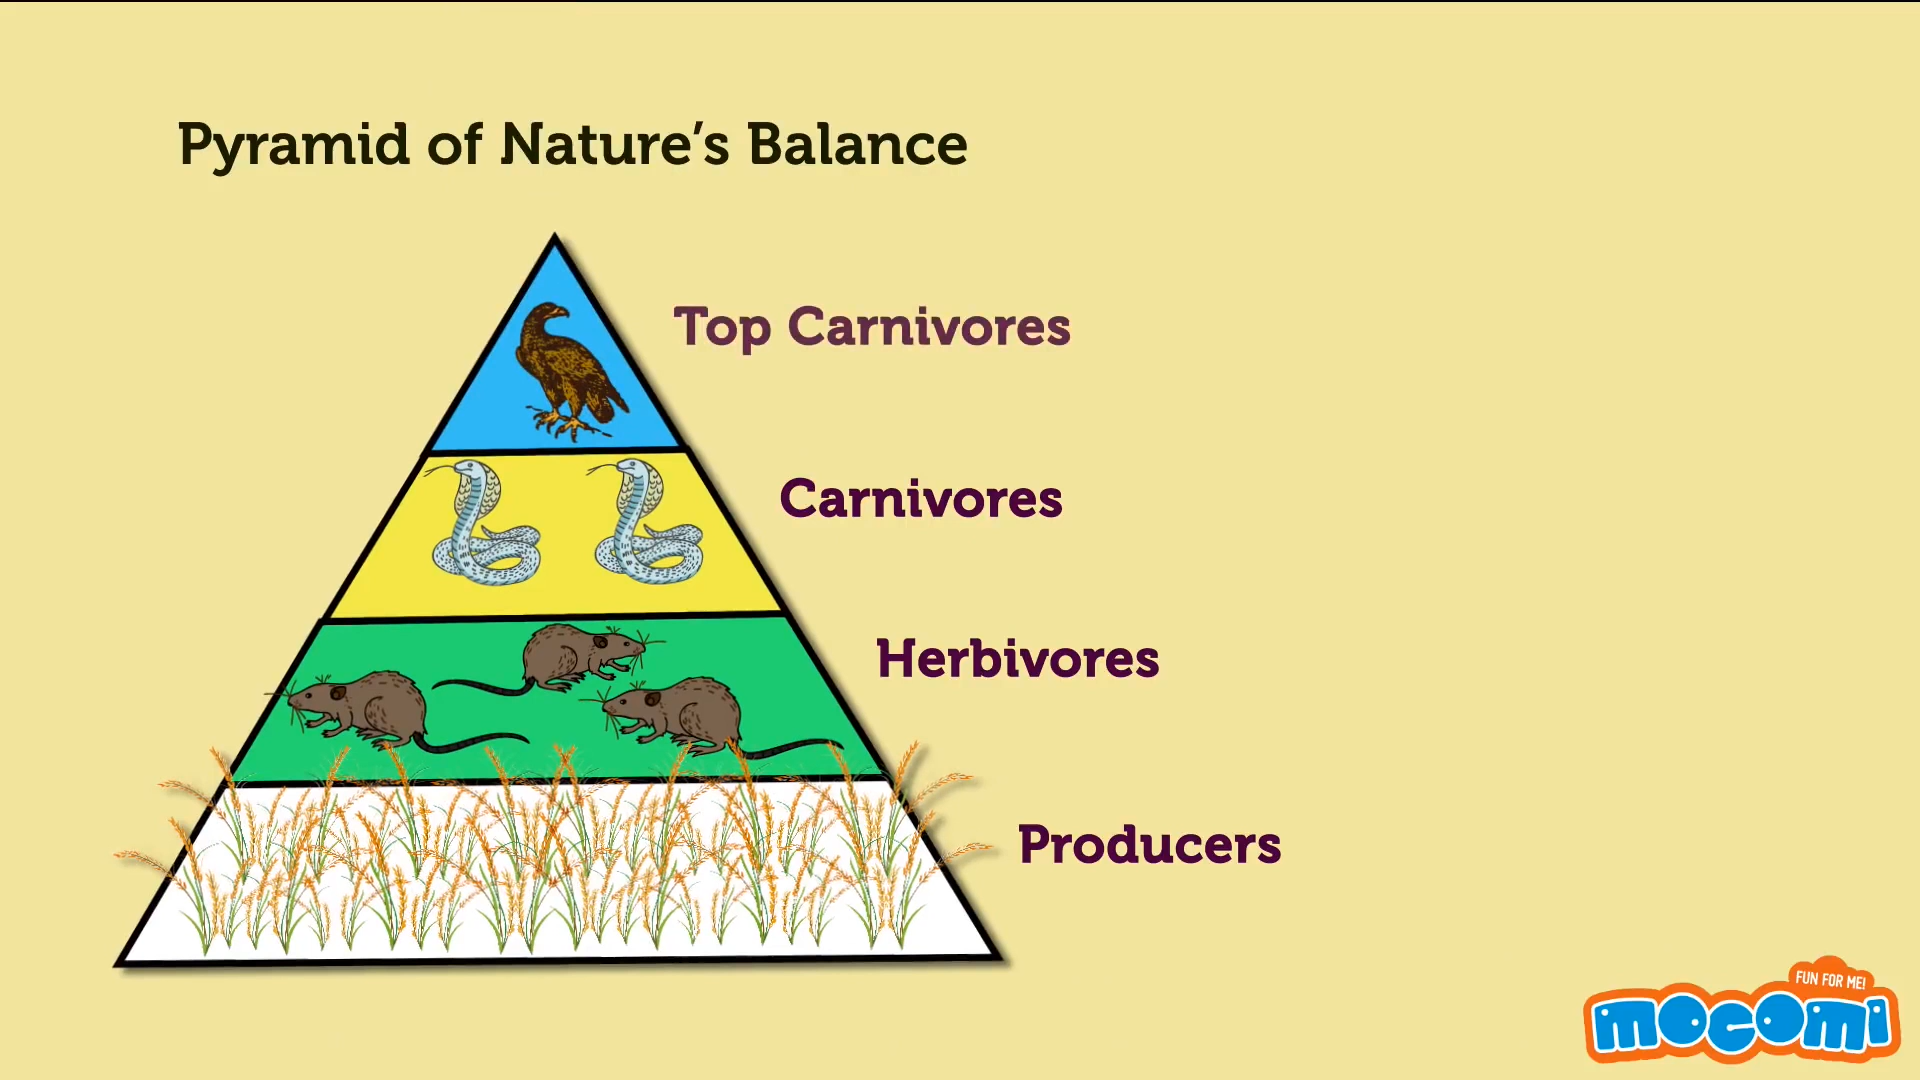 Pyramid of Nature's Balance
Top Carnivores
Carnivores
Herbivores
Producers
FUN FOR ME!
mocomi